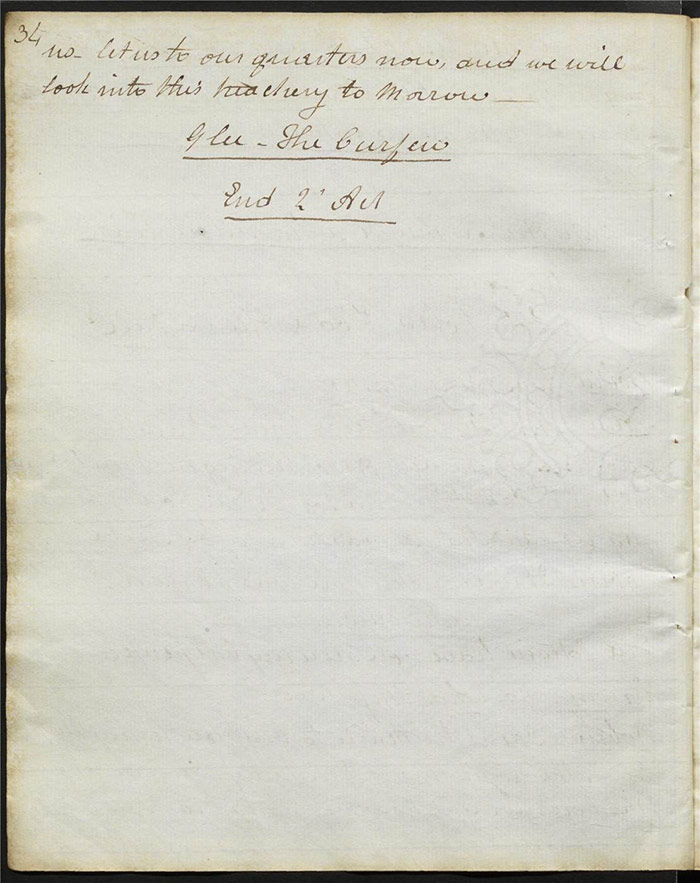 34
us - let us to our quarters now, and we will
look into this treachery to Morrow —
Glee - The Curfew
End 2d Act